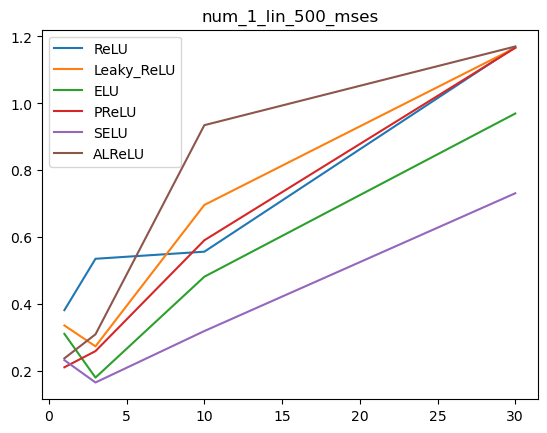 num_1_lin_500_mses
ReLU
Leaky_ReLU
ELU
PReLU
SELU
ALReLU
1.2
1.0
0.8
0.6
0.4
0.2
0 5 10 15 20 25 30